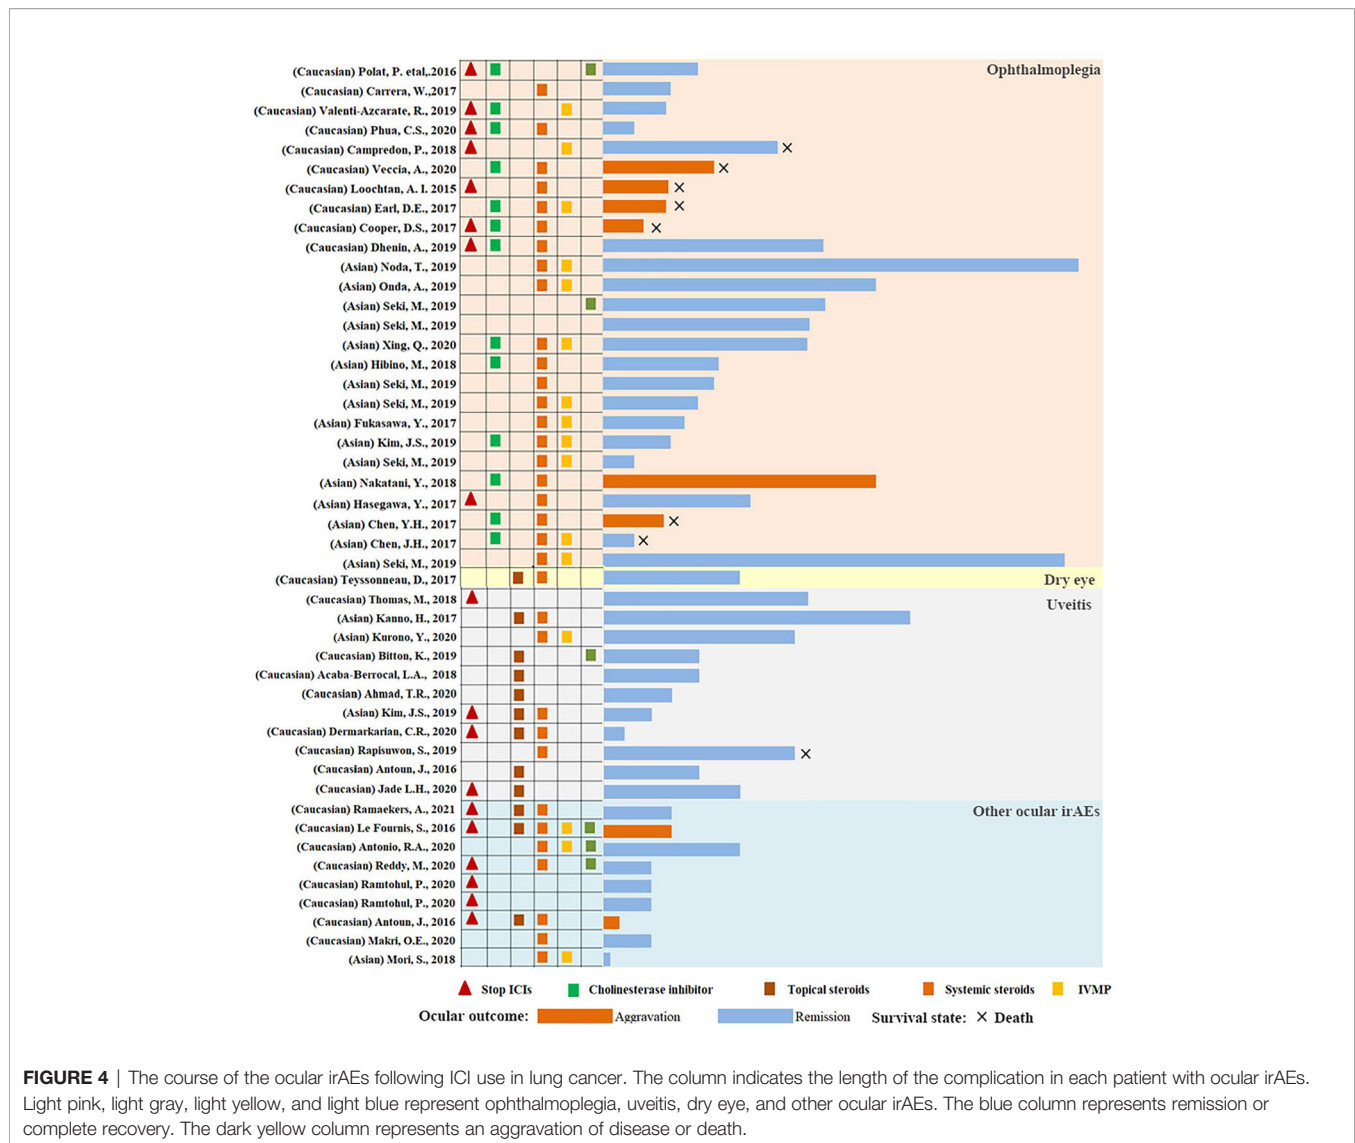 (Caucasian) Polat, P. etal,.2016
Ophthalmoplegia
(Caucasian) Carrera, W.,2017
(Caucasian) Valenti-Azcarate, R., 2019
(Caucasian) Phua, C.S., 2020
(Caucasian) Campredon, P., 2018
(Caucasian) Veccia, A., 2020
(Caucasian) Loochtan, A. I. 2015
(Caucasian) Earl, D.E., 2017
(Caucasian) Cooper, D.S., 2017
(Caucasian) Dhenin, A., 2019
(Asian) Noda, T., 2019
(Asian) Onda, A., 2019
(Asian) Seki, M., 2019
(Asian) Seki, M., 2019
(Asian) Xing, Q., 2020
(Asian) Hibino, M., 2018
(Asian) Seki, M., 2019
(Asian) Seki, M., 2019
(Asian) Fukasawa, Y., 2017
(Asian) Kim, J.S., 2019
(Asian) Seki, M., 2019
(Asian) Nakatani, Y., 2018
(Asian) Hasegawa, Y., 2017
(Asian) Chen, Y.H., 2017
(Asian) Chen, J.H., 2017
(Asian) Seki, M., 2019
(Caucasian) Teyssonneau, D., 2017
Dry eye
(Caucasian) Thomas, M., 2018
Uveitis
(Asian) Kanno, H., 2017
(Asian) Kurono, Y., 2020
(Caucasian) Bitton, K., 2019
(Caucasian) Acaba-Berrocal, L.A., 2018
(Caucasian) Ahmad, T.R., 2020
(Asian) Kim, J.S., 2019
(Caucasian) Dermarkarian, C.R., 2020
(Caucasian) Rapisuwon, S., 2019
(Caucasian) Antoun, J., 2016
(Caucasian) Jade L.H., 2020
(Caucasian) Ramaekers, A., 2021
Other ocular irAEs
(Caucasian) Le Fournis, S., 2016
(Caucasian) Antonio, R.A., 2020
(Caucasian) Reddy, M., 2020
(Caucasian) Ramtohul, P., 2020
(Caucasian) Ramtohul, P., 2020
(Caucasian) Antoun, J., 2016
(Caucasian) Makri, O.E., 2020
(Asian) Mori, S., 2018
Stop ICIs Cholinesterase inhibitor Topical steroids Systemic steroids IVMP
Ocular outcome: Aggravation Remission Survival state: × Death
FIGURE 4 | The course of the ocular irAEs following ICI use in lung cancer. The column indicates the length of the complication in each patient with ocular irAEs.
Light pink, light gray, light yellow, and light blue represent ophthalmoplegia, uveitis, dry eye, and other ocular irAEs. The blue column represents remission or
complete recovery. The dark yellow column represents an aggravation of disease or death.